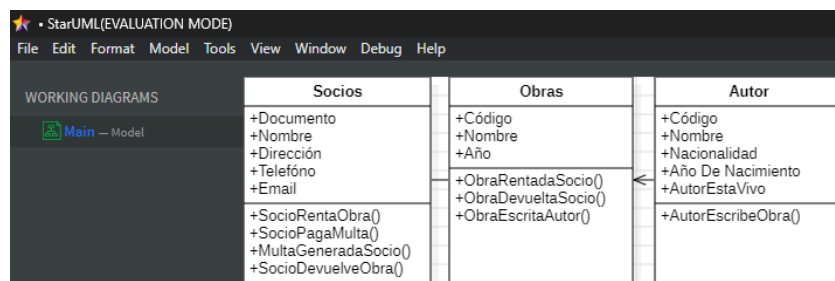 • StarUML(EVALUATION MODE)
File Edit Format Model Tools View Window Debug Help
WORKING DIAGRAMS
Main — Model
Socios
+Documento
+Nombre
+Dirección
+Telefóno
+Email
+SocioRentaObra()
+SocioPagaMulta()
+MultaGeneradaSocio()
+SocioDevuelveObra()
Obras
+Código
+Nombre
+Año
+ObraRentadaSocio()
+ObraDevueltaSocio()
+ObraEscritaAutor()
Autor
+Código
+Nombre
+Nacionalidad
+Año De Nacimiento
+AutorEstaVivo
+AutorEscribeObra()